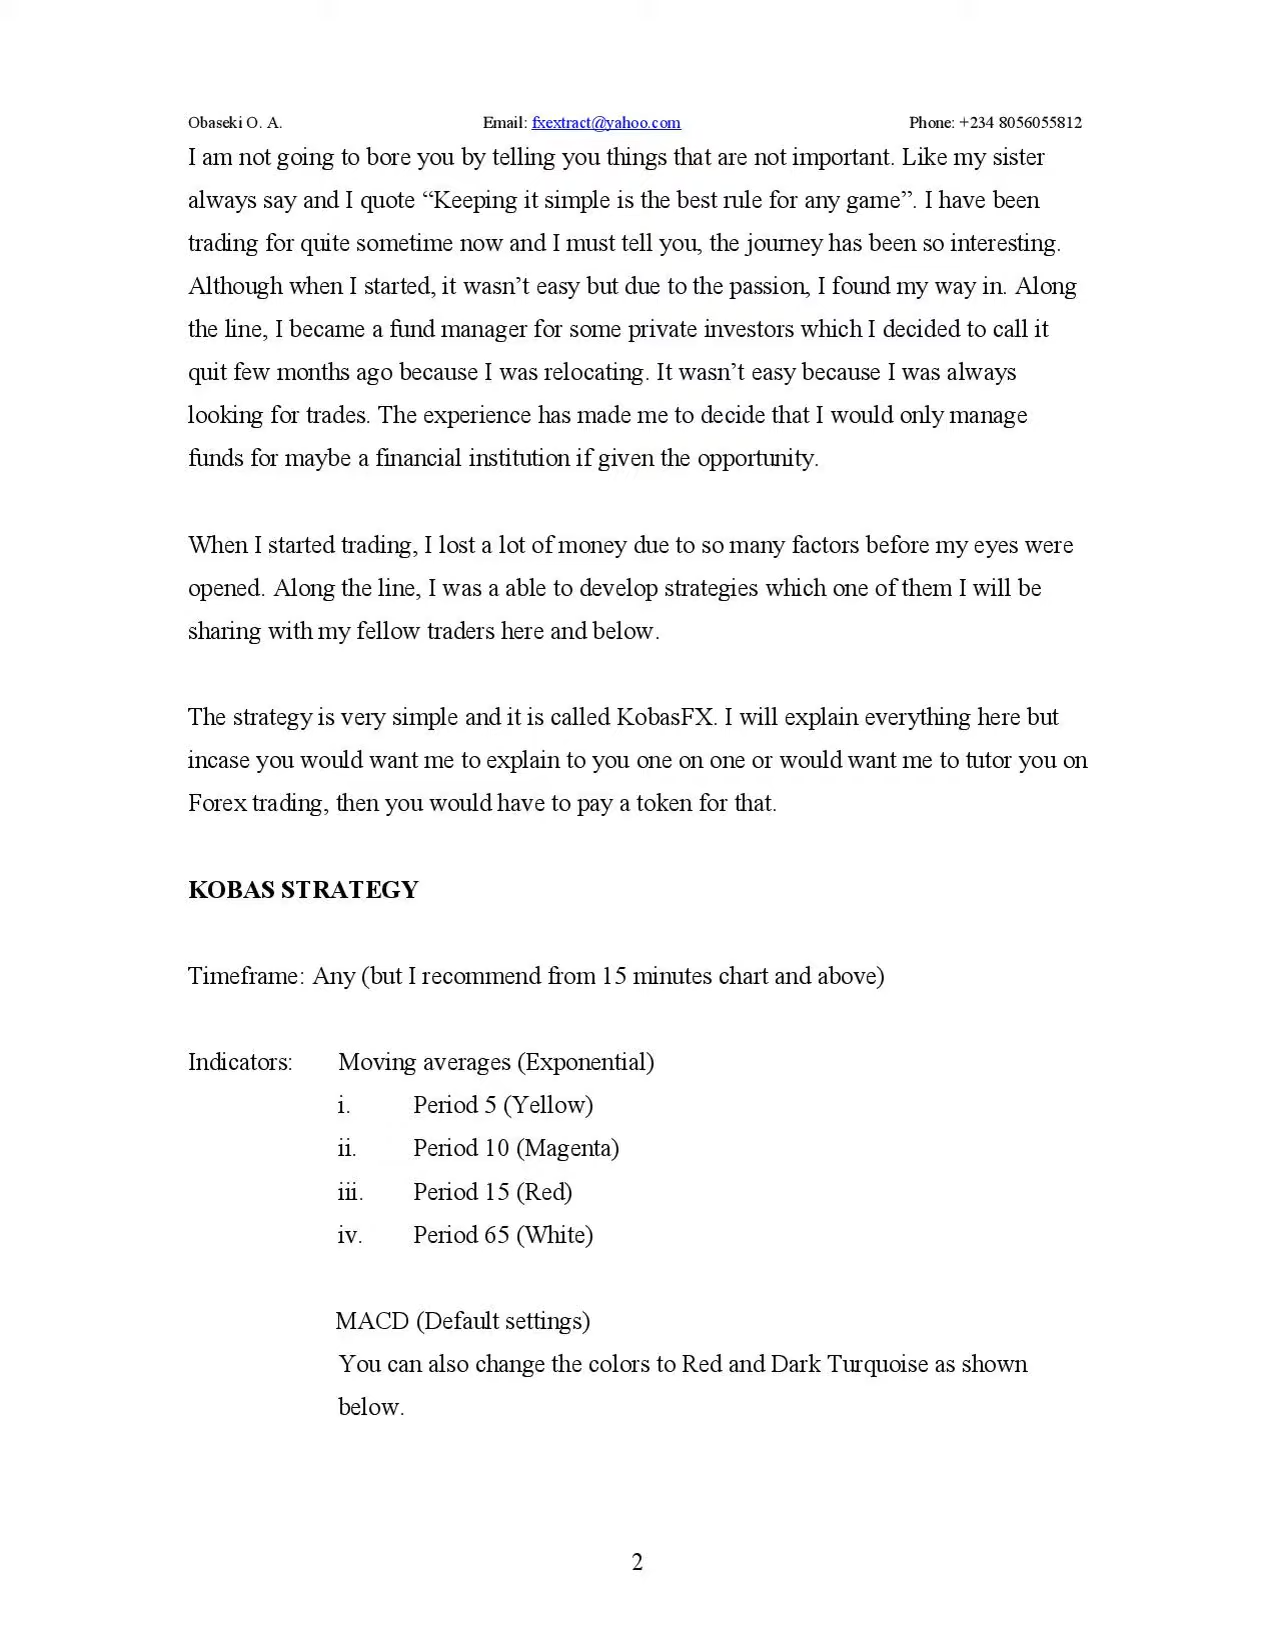 Obaseki O. A. Email: fxextract@yahoo.com Phone: +234 8056055812
I am not going to bore you by telling you things that are not important. Like my sister
always say and I quote “Keeping it simple is the best rule for any game”. I have been
trading for quite sometime now and I must tell you, the journey has been so interesting.
Although when I started, it wasn’t easy but due to the passion, I found my way in. Along
the line, I became a fund manager for some private investors which I decided to call it
quit few months ago because I was relocating. It wasn’t easy because I was always
looking for trades. The experience has made me to decide that I would only manage
funds for maybe a financial institution if given the opportunity.
When I started trading, I lost a lot of money due to so many factors before my eyes were
opened. Along the line, I was a able to develop strategies which one of them I will be
sharing with my fellow traders here and below.
The strategy is very simple and it is called KobasFX. I will explain everything here but
incase you would want me to explain to you one on one or would want me to tutor you on
Forex trading, then you would have to pay a token for that.
KOBAS STRATEGY
Timeframe: Any (but I recommend from 15 minutes chart and above)
Indicators: Moving averages (Exponential)
i. Period 5 (Yellow)
ii. Period 10 (Magenta)
iii. Period 15 (Red)
iv. Period 65 (White)
MACD (Default settings)
You can also change the colors to Red and Dark Turquoise as shown
below.
2